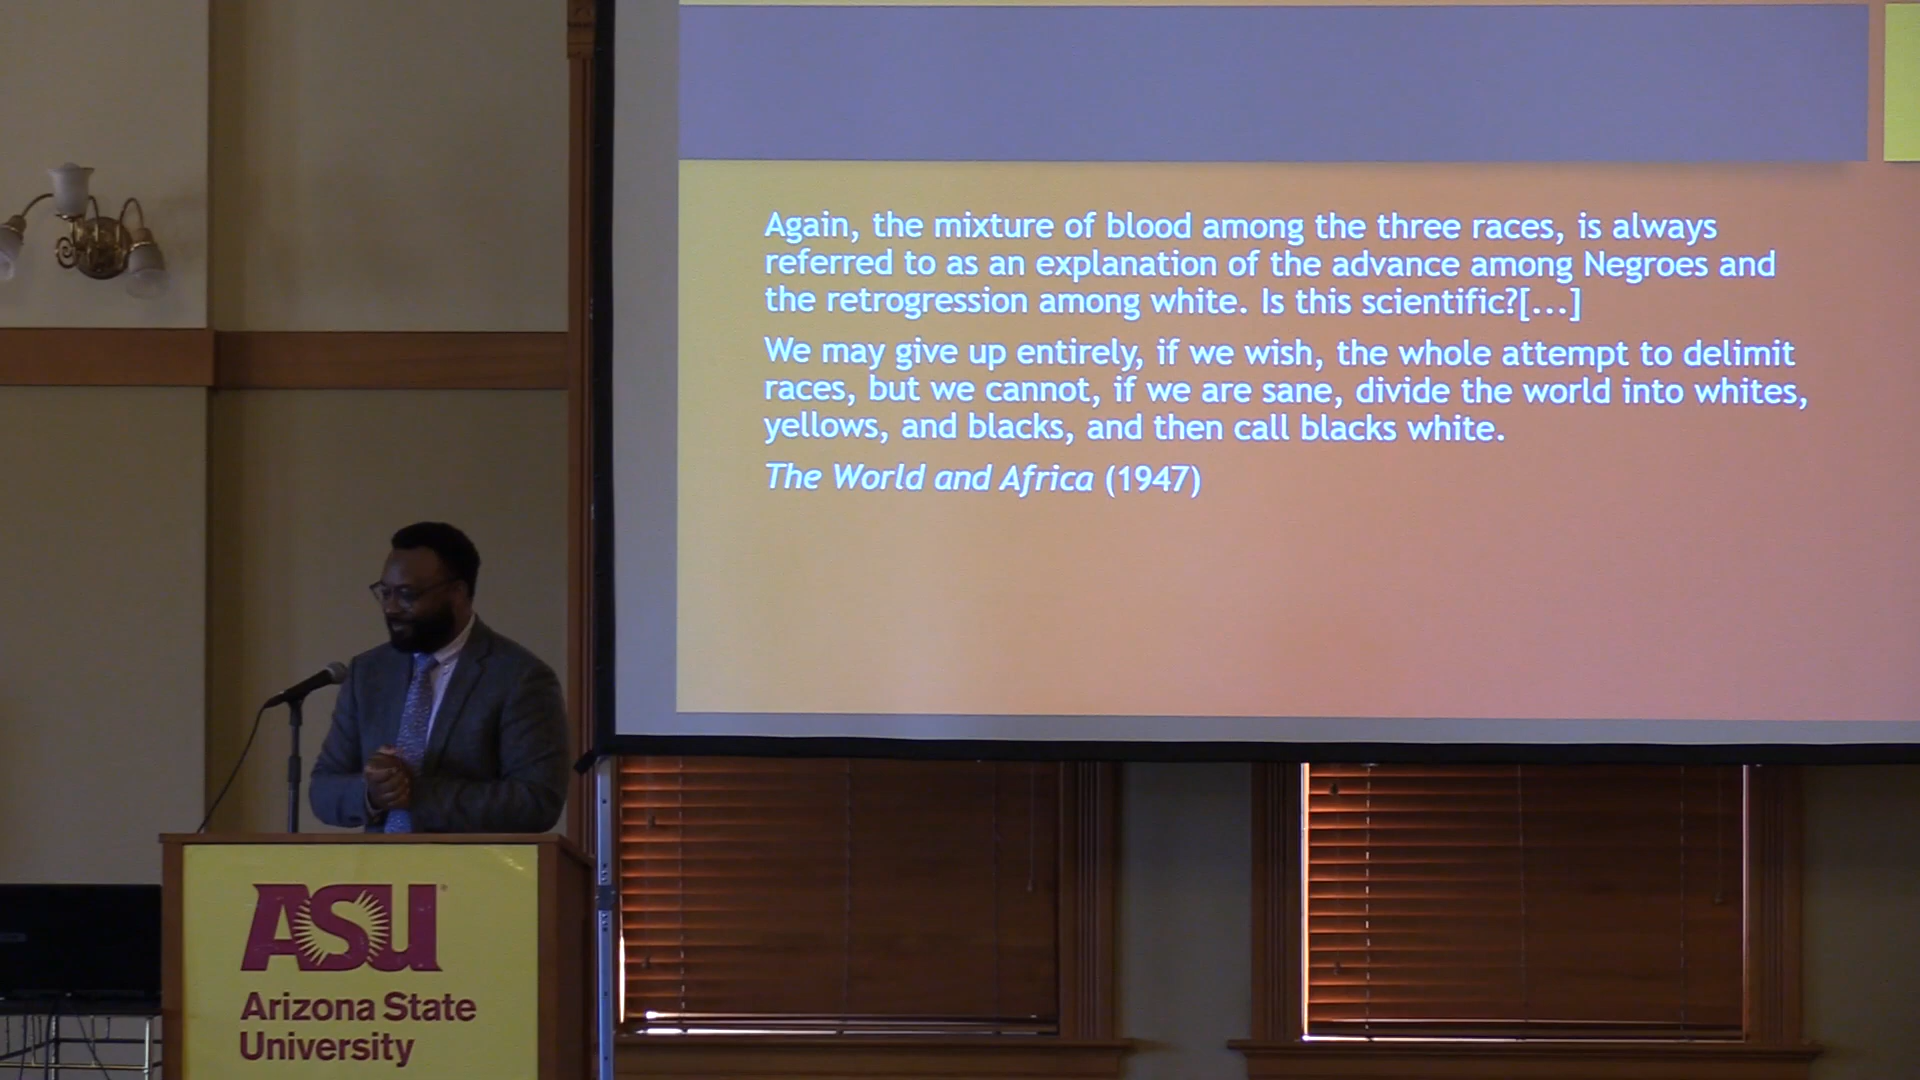 Again, the mixture of blood among the three races, is always
referred to as an explanation of the advance among Negroes and
the retrogression among white. Is this scientific?[...]
We may give up entirely, if we wish, the whole attempt to delimit
races, but we cannot, if we are sane, divide the world into whites,
yellows, and blacks, and then call blacks white.
The World and Africa (1947)
ASU
Arizona State
University